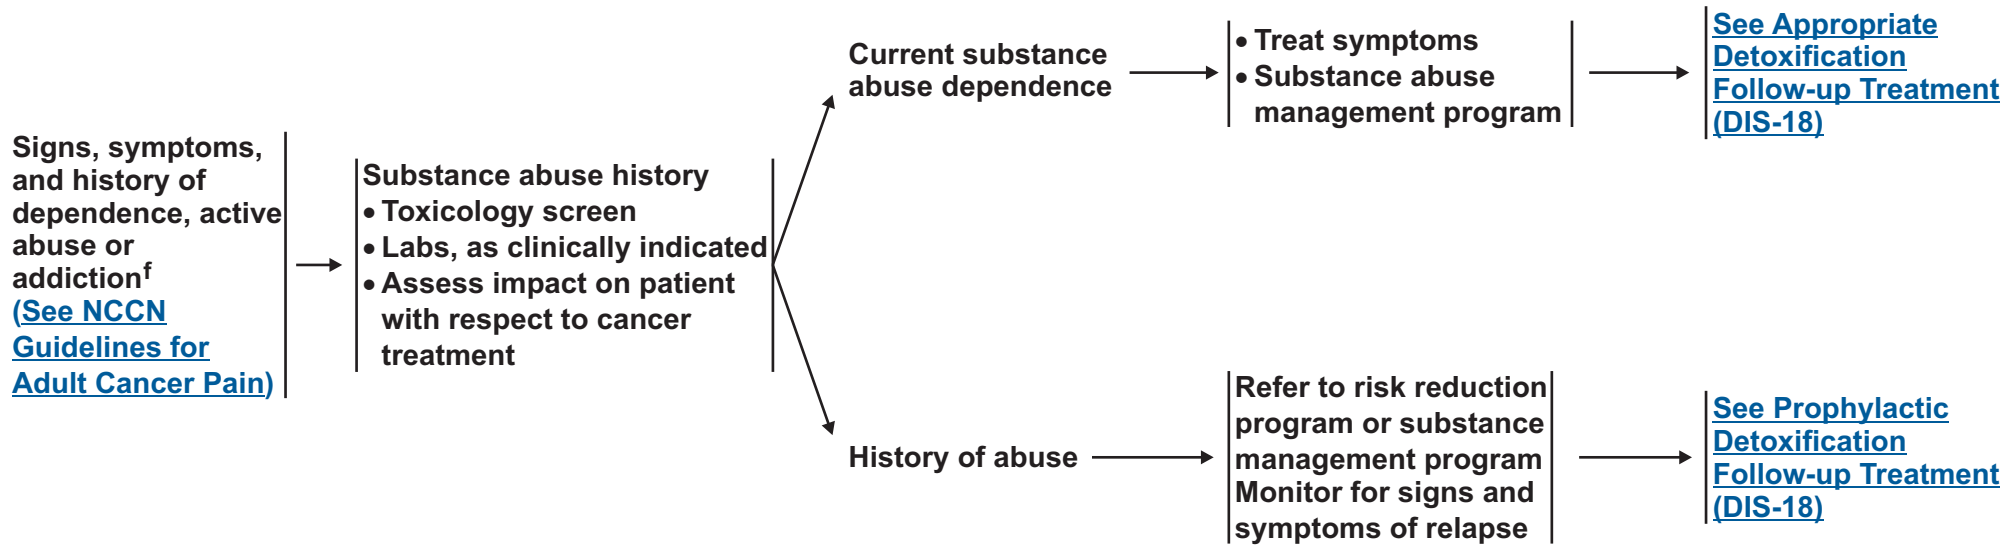 Signs, symptoms,
and history of
dependence, active
abuse or
addictionf
(See NCCN
Guidelines for
Adult Cancer Pain)
Substance abuse history
• Toxicology screen
• Labs, as clinically indicated
• Assess impact on patient
with respect to cancer
treatment
Current substance
abuse dependence
• Treat symptoms
• Substance abuse
management program
See Appropriate
Detoxification
Follow-up Treatment
(DIS-18)
History of abuse
Refer to risk reduction
program or substance
management program
Monitor for signs and
symptoms of relapse
See Prophylactic
Detoxification
Follow-up Treatment
(DIS-18)